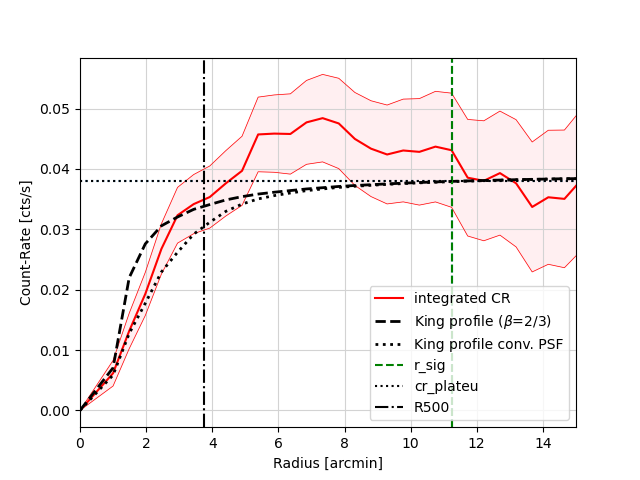 0.05
0.04
0.03
0.02
0.01
0.00
Count-Rate [cts/s]
integrated CR
King profile (β=2/3)
King profile conv. PSF
r_sig
cr_plateu
R500
0 2 4 6 8 10 12 14
Radius [arcmin]